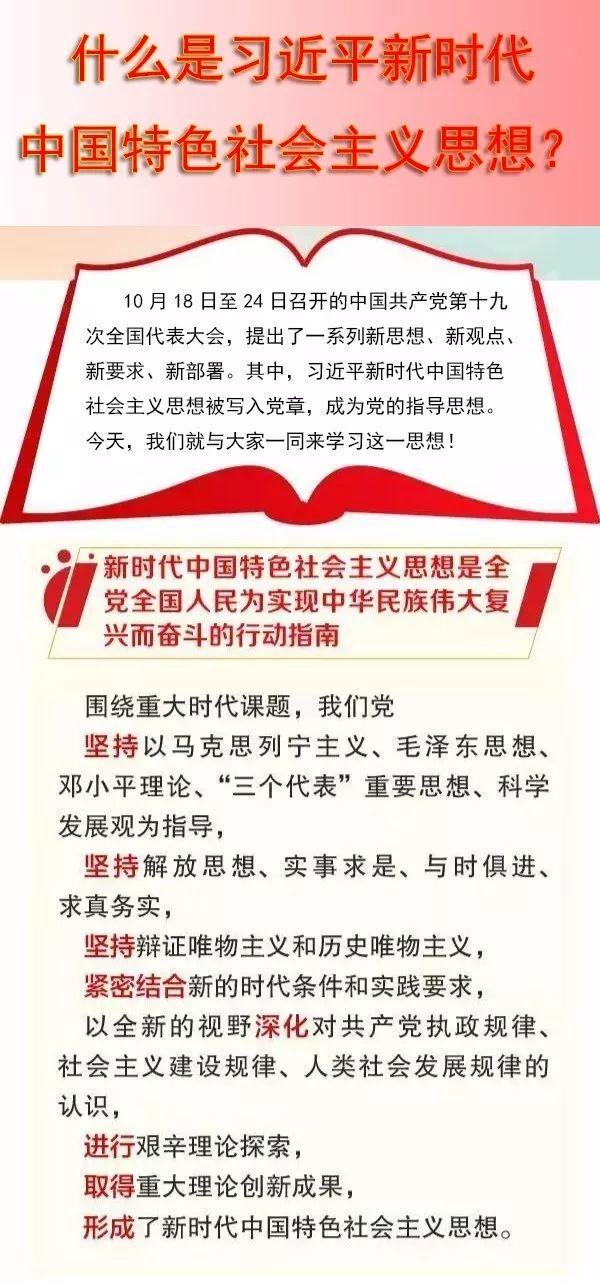 什么是习近平新时代
中国特色社会主义思想？
10月18日至24日召开的中国共产党第十九
次全国代表大会，提出了一系列新思想、新观点、
新要求、新部署。其中，习近平新时代中国特色
社会主义思想被写入党章，成为党的指导思想。
今天，我们就与大家一同来学习这一思想！
新时代中国特色社会主义思想是全
党全国人民为实现中华民族伟大复
兴而奋斗的行动指南
围绕重大时代课题，我们党
坚持以马克思列宁主义、毛泽东思想、
邓小平理论、“三个代表”重要思想、科学
发展观为指导，
坚持解放思想、实事求是、与时俱进、
求真务实，
坚持辩证唯物主义和历史唯物主义，
紧密结合新的时代条件和实践要求，
以全新的视野深化对共产党执政规律、
社会主义建设规律、人类社会发展规律的
认识，
进行艰辛理论探索，
取得重大理论创新成果，
形成了新时代中国特色社会主义思想。